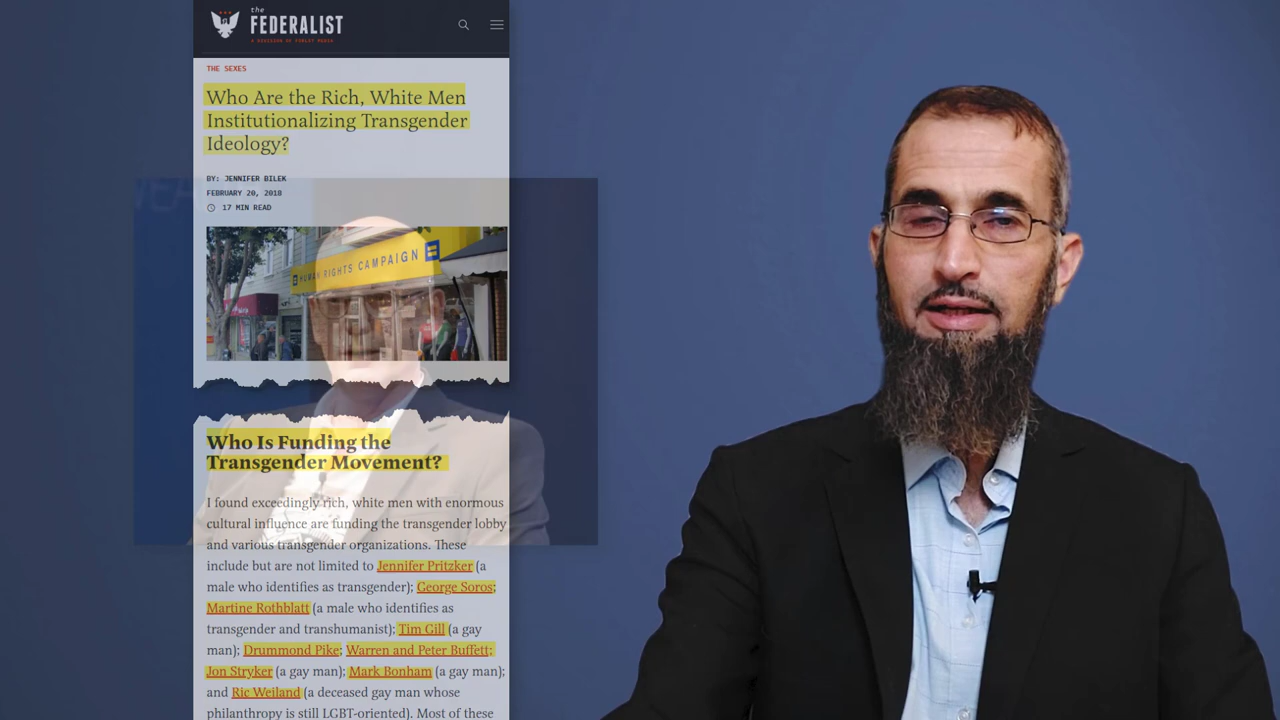 the
FEDERALIST
A DIVISION OF FDRLST MEDIA
THE SEXES
Who Are the Rich, White Men
Institutionalizing Transgender
Ideology?
BY: JENNIFER BILEK
FEBRUARY 20, 2018
17 MIN READ
HUMAN RIGHTS CAMPAIGN
Who Is Funding the
Transgender Movement?
I found exceedingly rich, white men with enormous
cultural influence are funding the transgender lobby
and various transgender organizations. These
include but are not limited to Jennifer Pritzker (a
male who identifies as transgender); George Soros;
Martine Rothblatt (a male who identifies as
transgender and transhumanist); Tim Gill (a gay
man); Drummond Pike; Warren and Peter Buffett;
Jon Stryker (a gay man); Mark Bonham (a gay man);
and Ric Weiland (a deceased gay man whose
philanthropy is still LGBT-oriented). Most of these